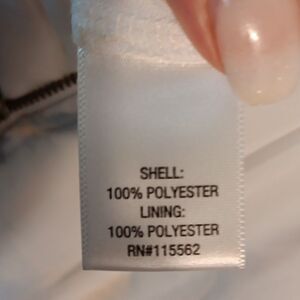 SHELL:
100% POLYESTER
LINING:
100% POLYESTER
RN#115562